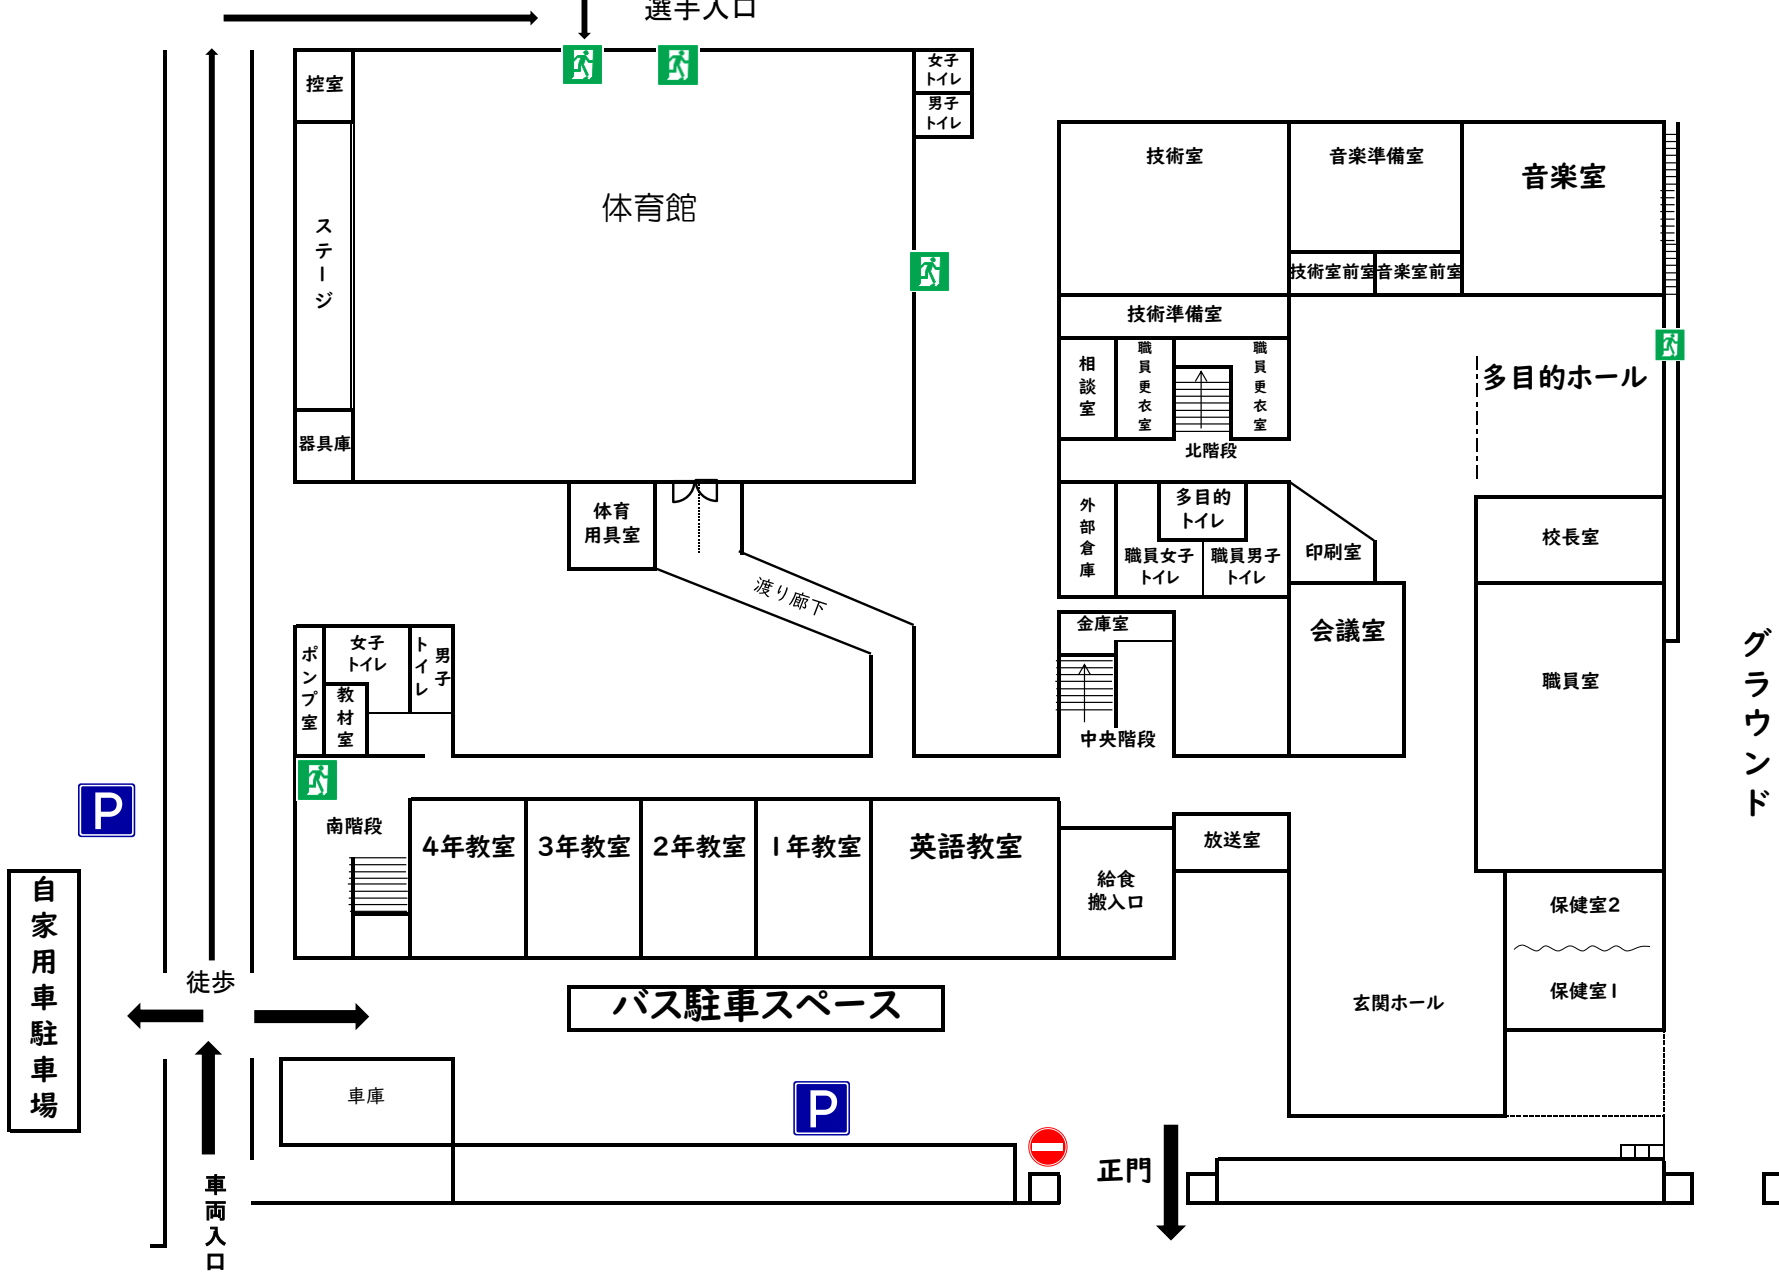 選手入口
控室
ステージ
器具庫
体育館
女子
トイレ
男子
トイレ
技術室
音楽準備室
音楽室
技術室前室
音楽室前室
技術準備室
相談室
職員更衣室
職員更衣室
北階段
多目的ホール
体育
用具室
渡り廊下
外部倉庫
多目的
トイレ
職員女子
トイレ
職員男子
トイレ
印刷室
校長室
金庫室
会議室
職員室
グラウンド
ポンプ室
女子
トイレ
教材室
男子
トイレ
中央階段
P
南階段
4年教室
3年教室
2年教室
1年教室
英語教室
給食
搬入口
放送室
保健室2
保健室1
玄関ホール
自家用車駐車場
徒歩
バス駐車スペース
車庫
P
正門
車両入口